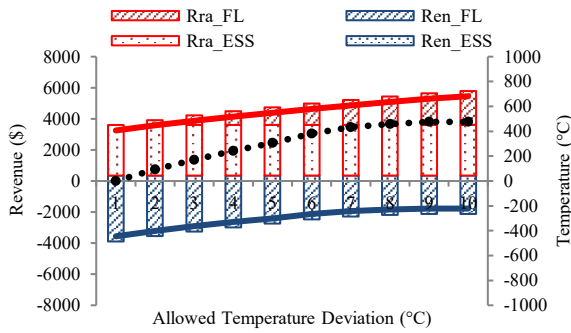 Rra_FL Ren_FL
Rra_ESS Ren_ESS
8000 1000
6000 800
4000 600
2000 400
0 200
-2000 0
-4000 -200
-6000 -400
-8000 -600
-800
-1000
Revenue ($)
Temperature (°C)
1 2 3 4 5 6 7 8 9 10
Allowed Temperature Deviation (°C)